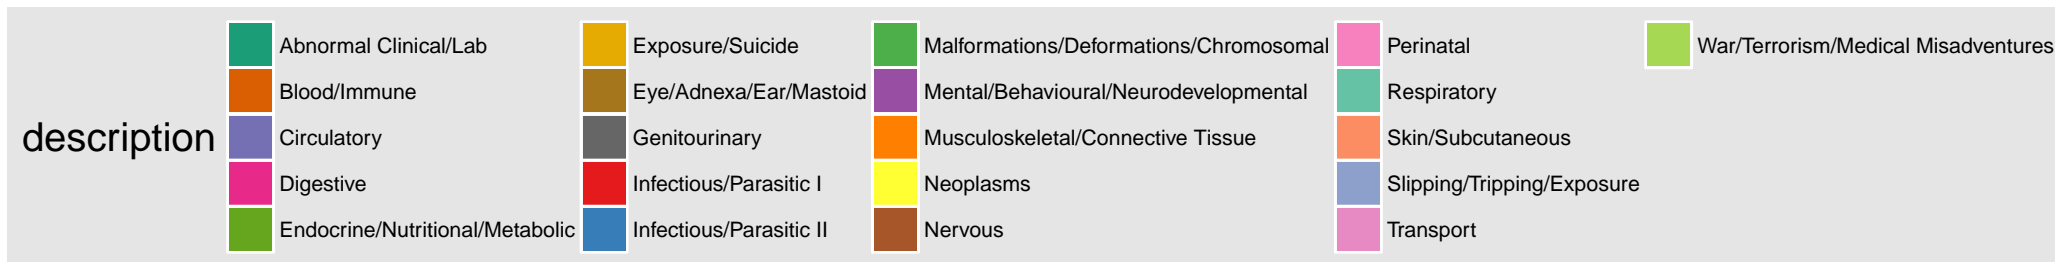 description
Abnormal Clinical/Lab
Blood/Immune
Circulatory
Digestive
Endocrine/Nutritional/Metabolic
Exposure/Suicide
Eye/Adnexa/Ear/Mastoid
Genitourinary
Infectious/Parasitic I
Infectious/Parasitic II
Malformations/Deformations/Chromosomal
Mental/Behavioural/Neurodevelopmental
Musculoskeletal/Connective Tissue
Neoplasms
Nervous
Perinatal
Respiratory
Skin/Subcutaneous
Slipping/Tripping/Exposure
Transport
War/Terrorism/Medical Misadventures